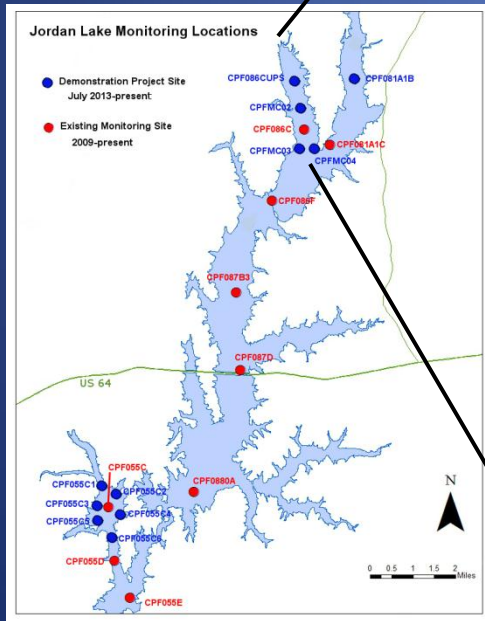 Jordan Lake Monitoring Locations
Demonstration Project Site
July 2013-present
Existing Monitoring Site
2009-present
CPF086CUPS
CPF081A1B
CPFMC02
CPF086C
CPF081A1C
CPFMC03
CPFMC04
CPF086F
CPF087B3
CPF087D
US 64
CPF055C
CPF055C1
CPF055C2
CPF0880A
CPF055C3
CPF055C4
CPF055C5
CPF055C6
CPF055D
CPF055E
N
0 0.5 1 1.5 2
Miles